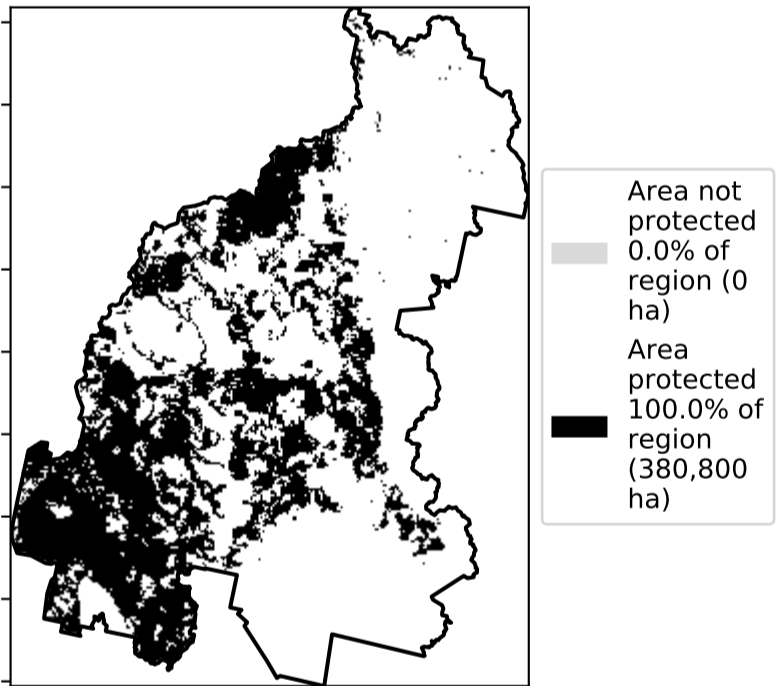 Area not
protected
0.0% of
region (0
ha)
Area
protected
100.0% of
region
(380,800
ha)